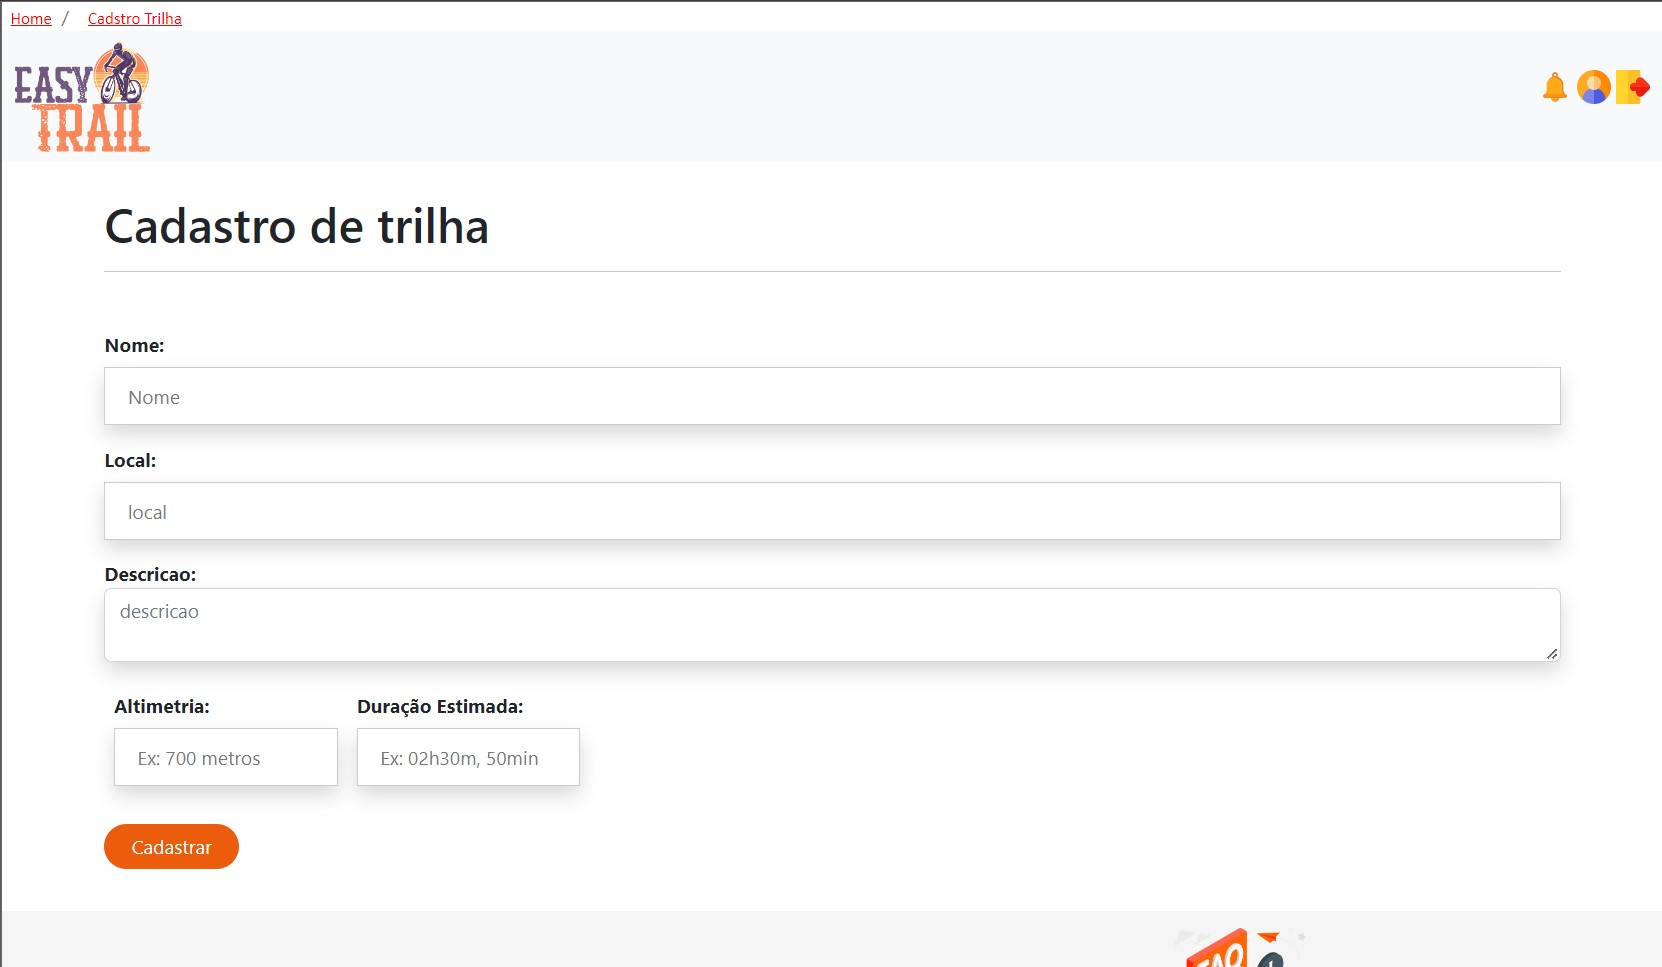 Home / Cadstro Trilha
EASY
TRAIL
Cadastro de trilha
Nome:
Nome
Local:
local
Descricao:
descricao
Altimetria: Duração Estimada:
Ex: 700 metros Ex: 02h30m, 50min
Cadastrar
FAQ